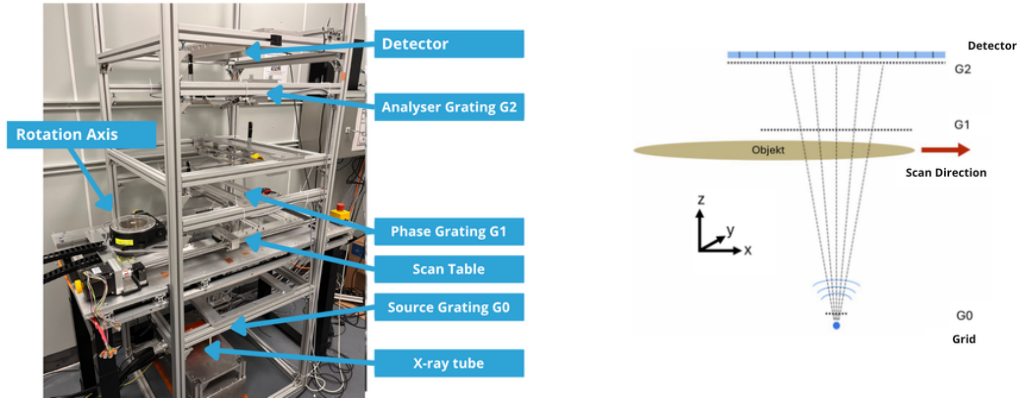 Detector
Analyser Grating G2
Rotation Axis
Phase Grating G1
Scan Table
Source Grating G0
X-ray tube
Detector
G2
G1
Objekt
Scan Direction
z
y
x
G0
Grid